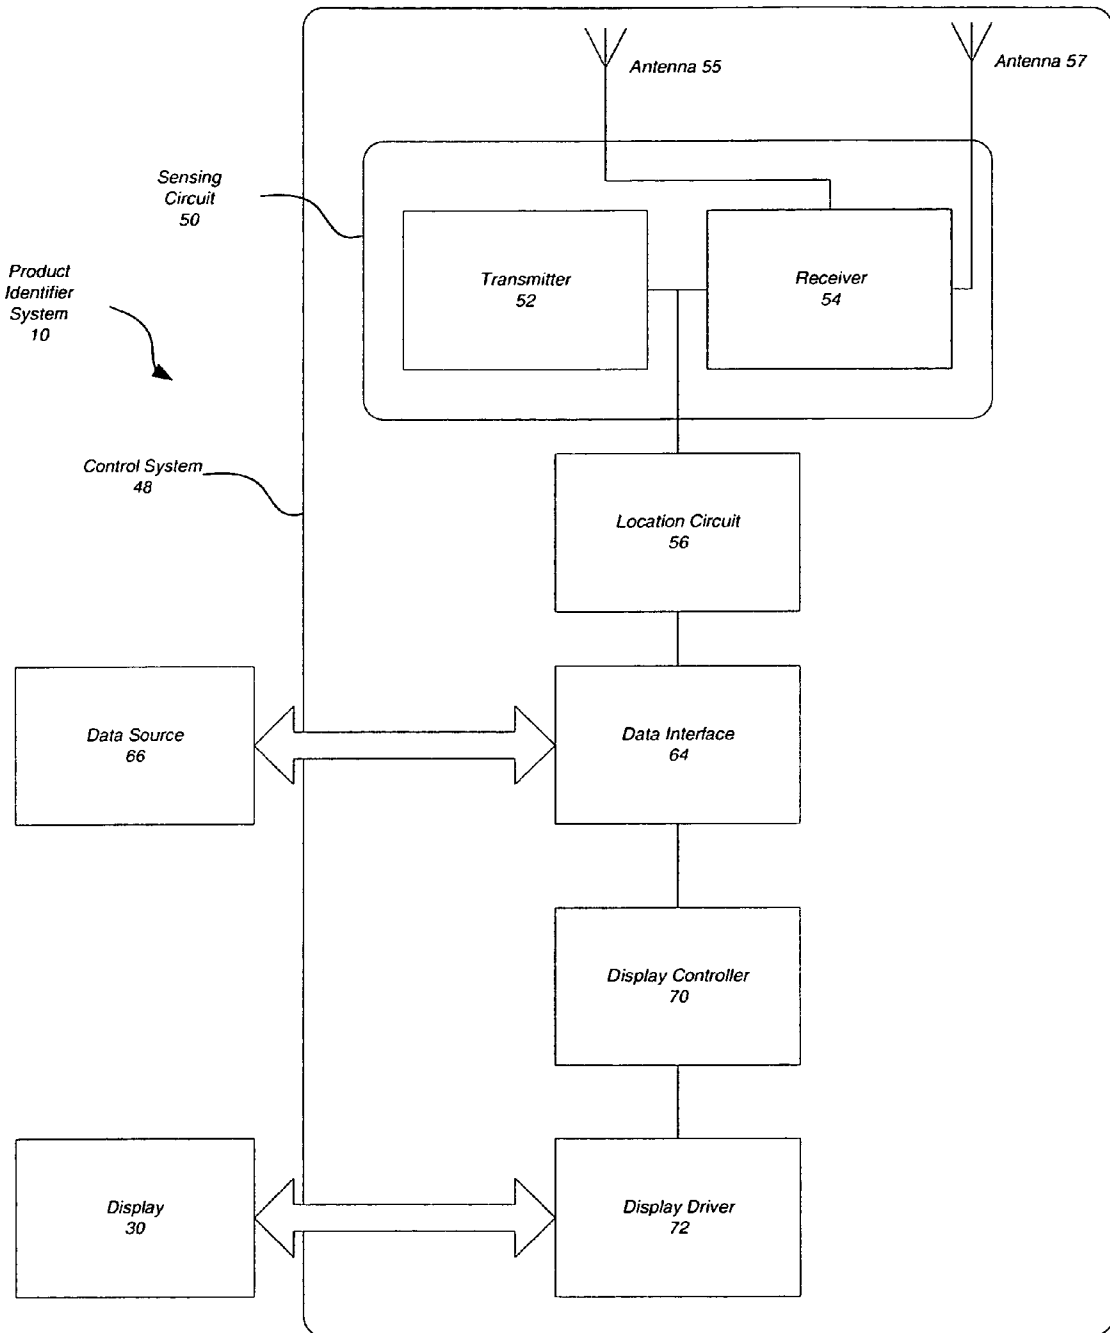 Antenna 55
Antenna 57
Sensing
Circuit
50
Transmitter
52
Receiver
54
Product
Identifier
System
10
Control System
48
Location Circuit
56
Data Source
66
Data Interface
64
Display Controller
70
Display
30
Display Driver
72